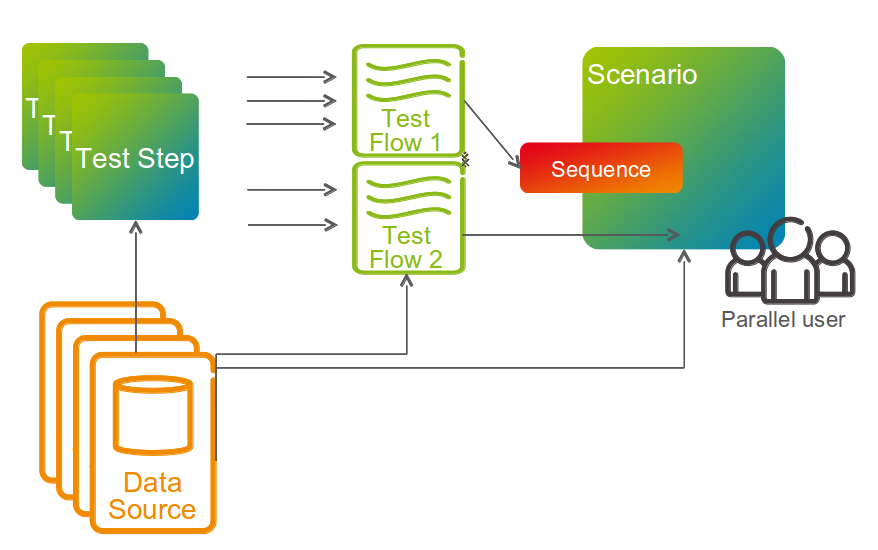 T
T
T
Test Step
Test
Flow 1
Test
Flow 2
Scenario
Sequence
Parallel user
Data
Source